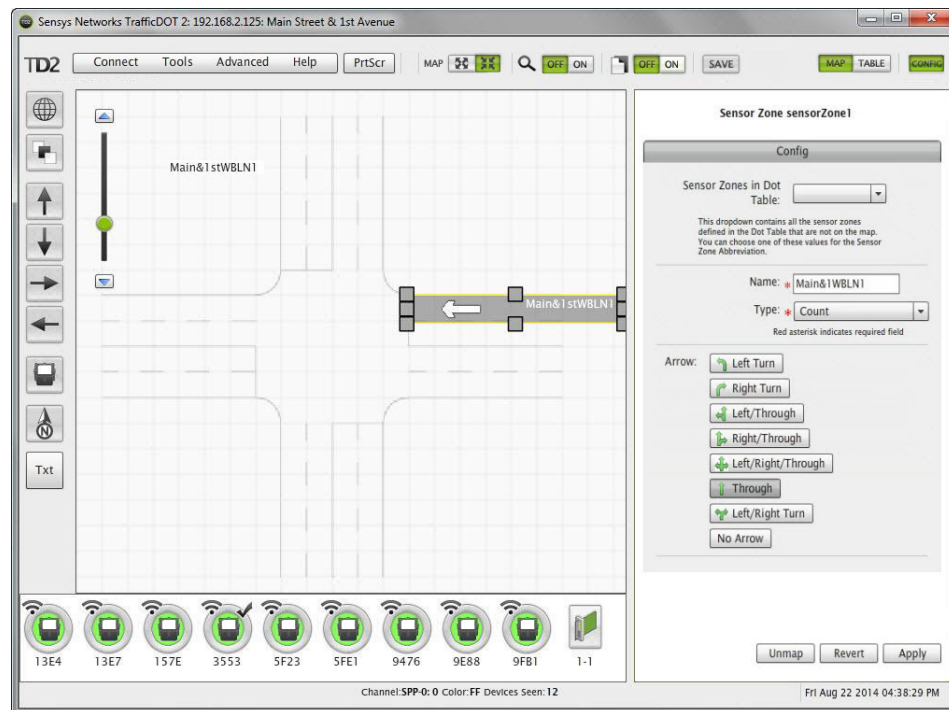 Sensys Networks TrafficDOT 2: 192.168.2.125: Main Street & 1st Avenue
TD2 Connect Tools Advanced Help PrtScr MAP OFF ON OFF ON SAVE MAP TABLE CONFIG
Main&1stWBLN1
Main&1stWBLN1
N
Txt
Sensor Zone sensorZone1
Config
Sensor Zones in Dot
Table:
This dropdown contains all the sensor zones
defined in the Dot Table that are not on the map.
You can choose one of these values for the Sensor
Zone Abbreviation.
Name: * Main&1WBLN1
Type: * Count
Red asterisk indicates required field
Arrow: Left Turn
Right Turn
Left/Through
Right/Through
Left/Right/Through
Through
Left/Right Turn
No Arrow
13E4 13E7 157E 3553 5F23 5FE1 9476 9E88 9FB1 1-1
Unmap Revert Apply
Channel:SPP-0: 0 Color:FF Devices Seen:12
Fri Aug 22 2014 04:38:29 PM